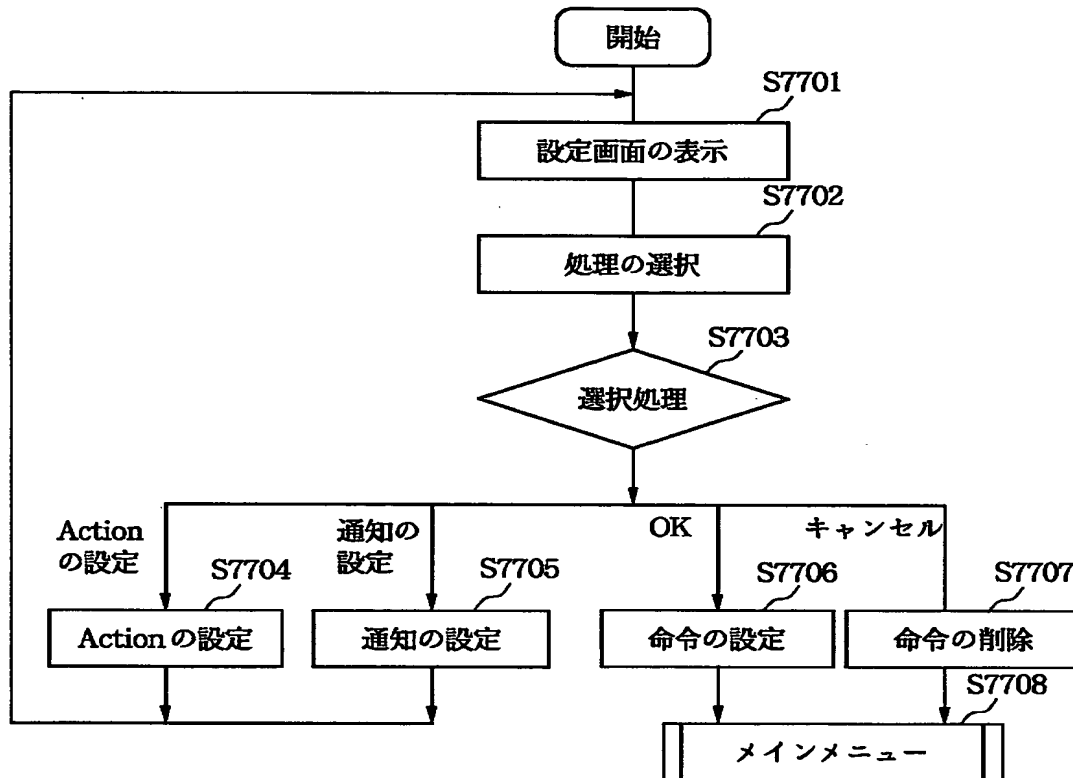 開始
S7701
設定画面の表示
S7702
処理の選択
S7703
選択処理
Action
の設定
通知の
設定
OK
キャンセル
S7704
S7705
S7706
S7707
Actionの設定
通知の設定
命令の設定
命令の削除
S7708
メインメニュー